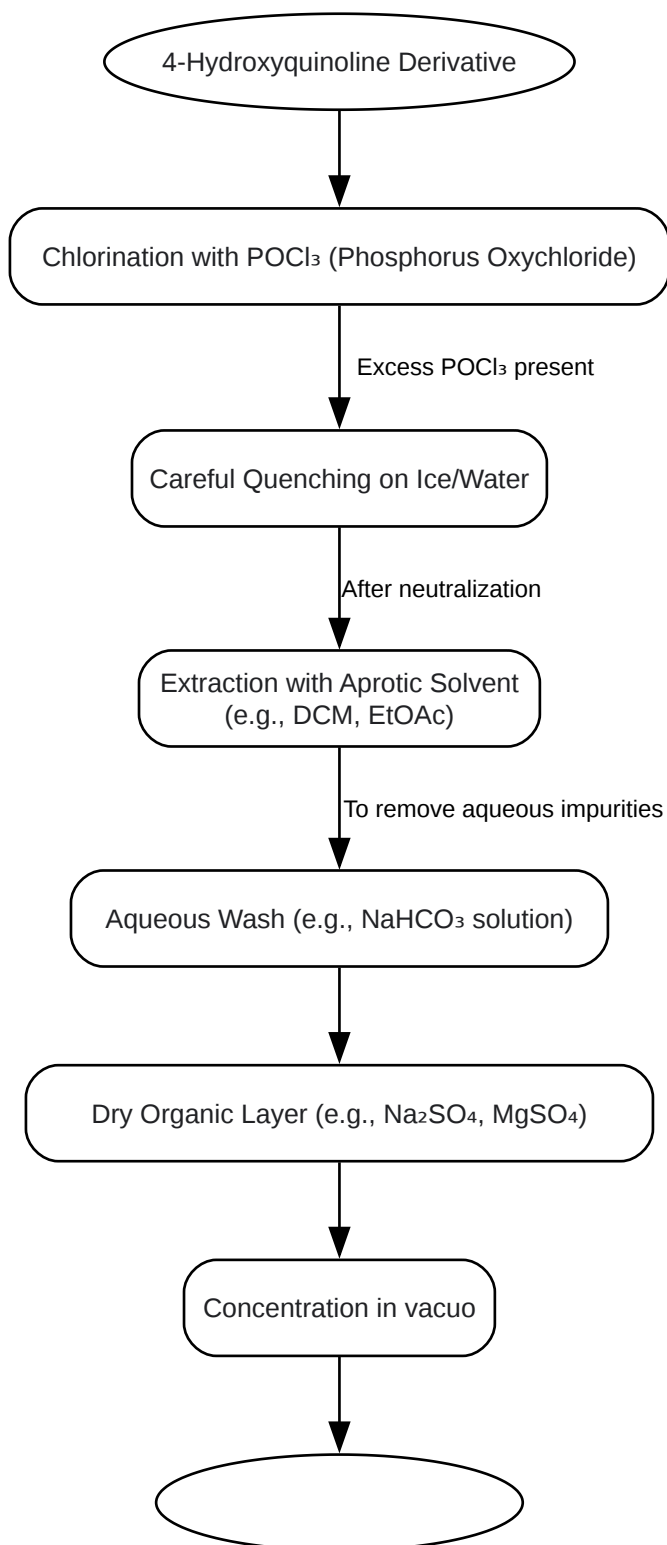 4-Hydroxyquinoline Derivative
Chlorination with POCl₃ (Phosphorus Oxychloride)
Excess POCl₃ present
Careful Quenching on Ice/Water
After neutralization
Extraction with Aprotic Solvent
(e.g., DCM, EtOAc)
To remove aqueous impurities
Aqueous Wash (e.g., NaHCO₃ solution)
Dry Organic Layer (e.g., Na₂SO₄, MgSO₄)
Concentration in vacuo